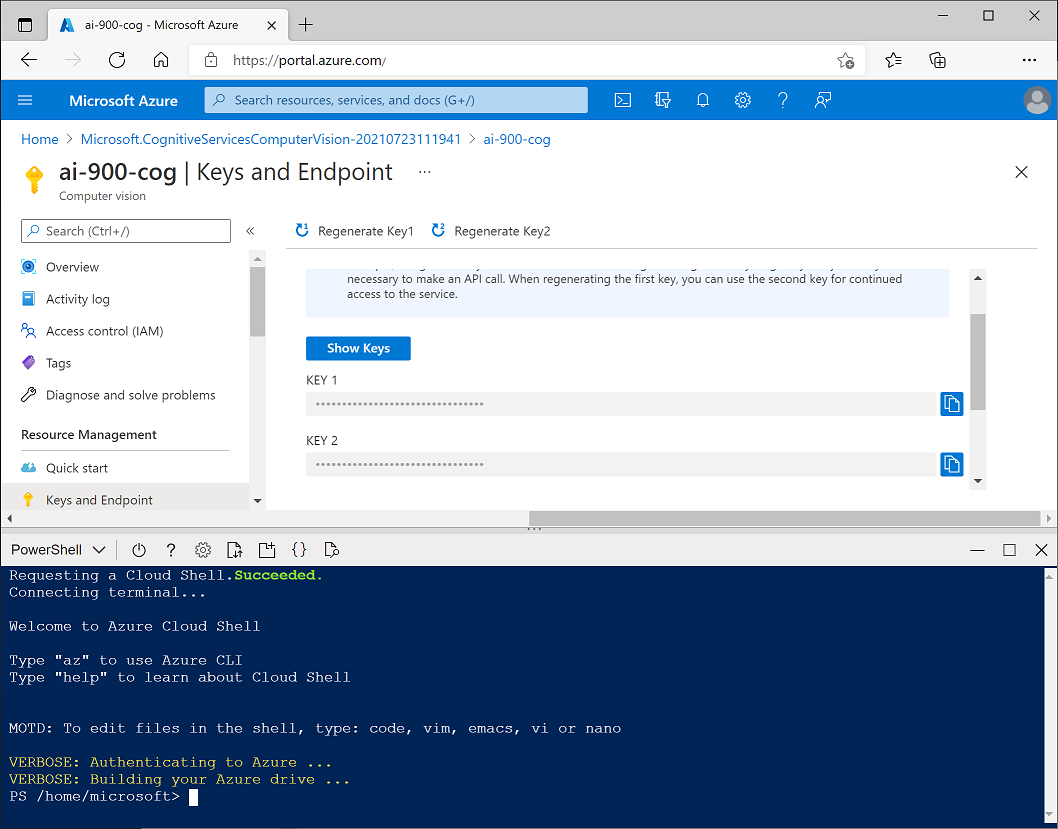 ai-900-cog - Microsoft Azure
https://portal.azure.com/
Microsoft Azure
Search resources, services, and docs (G+/)
Home > Microsoft.CognitiveServicesComputerVision-20210723111941 > ai-900-cog
ai-900-cog | Keys and Endpoint ...
Computer vision
Search (Ctrl+/)
«
Overview
Activity log
Access control (IAM)
Tags
Diagnose and solve problems
Resource Management
Quick start
Keys and Endpoint
Regenerate Key1
Regenerate Key2
necessary to make an API call. When regenerating the first key, you can use the second key for continued
access to the service.
Show Keys
KEY 1
••••••••••••••••••••••••••••••••
KEY 2
••••••••••••••••••••••••••••••••
PowerShell
Requesting a Cloud Shell.Succeeded.
Connecting terminal...
Welcome to Azure Cloud Shell
Type "az" to use Azure CLI
Type "help" to learn about Cloud Shell
MOTD: To edit files in the shell, type: code, vim, emacs, vi or nano
VERBOSE: Authenticating to Azure ...
VERBOSE: Building your Azure drive ...
PS /home/microsoft>